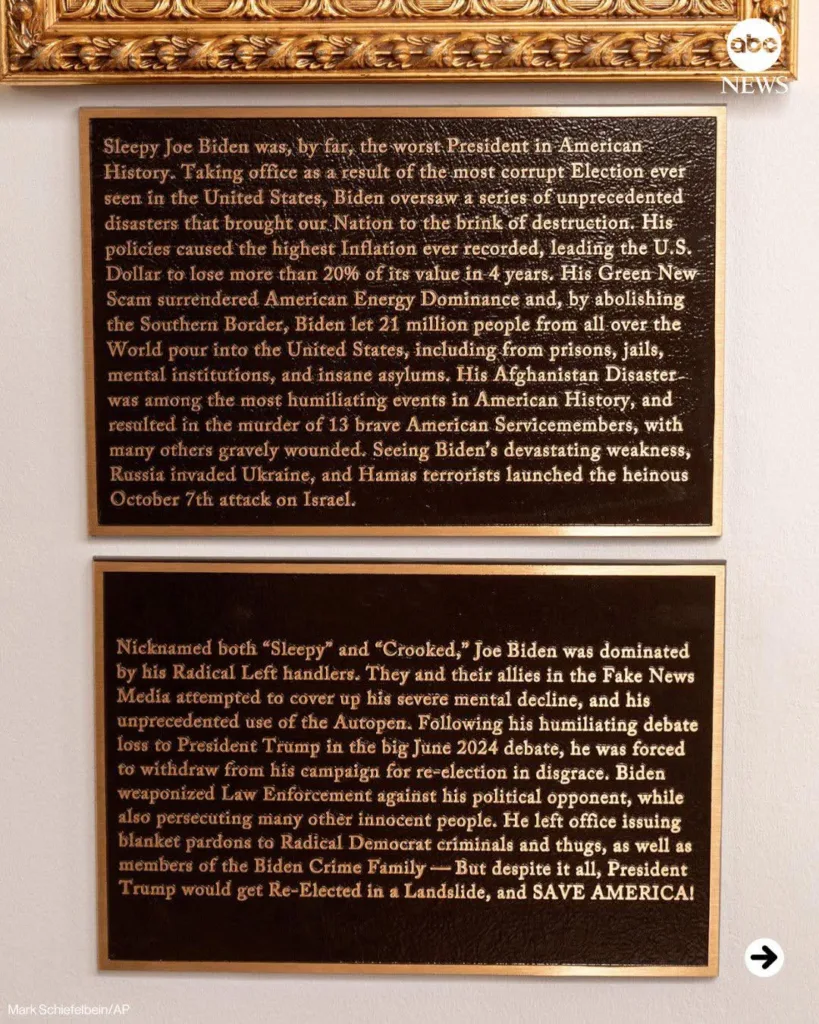 abc
NEWS
Sleepy Joe Biden was, by far, the worst President in American
History. Taking office as a result of the most corrupt Election ever
seen in the United States, Biden oversaw a series of unprecedented
disasters that brought our Nation to the brink of destruction. His
policies caused the highest Inflation ever recorded, leading the U.S.
Dollar to lose more than 20% of its value in 4 years. His Green New
Scam surrendered American Energy Dominance and, by abolishing
the Southern Border, Biden let 21 million people from all over the
World pour into the United States, including from prisons, jails,
mental institutions, and insane asylums. His Afghanistan Disaster
was among the most humiliating events in American History, and
resulted in the murder of 13 brave American Servicemembers, with
many others gravely wounded. Seeing Biden's devastating weakness,
Russia invaded Ukraine, and Hamas terrorists launched the heinous
October 7th attack on Israel.
Nicknamed both “Sleepy” and “Crooked,” Joe Biden was dominated
by his Radical Left handlers. They and their allies in the Fake News
Media attempted to cover up his severe mental decline, and his
unprecedented use of the Autopen. Following his humiliating debate
loss to President Trump in the big June 2024 debate, he was forced
to withdraw from his campaign for re-election in disgrace. Biden
weaponized Law Enforcement against his political opponent, while
also persecuting many other innocent people. He left office issuing
blanket pardons to Radical Democrat criminals and thugs, as well as
members of the Biden Crime Family — But despite it all, President
Trump would get Re-Elected in a Landslide, and SAVE AMERICA!
Mark Schiefelbein/AP